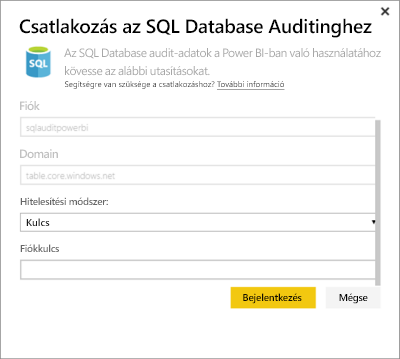 Csatlakozás az SQL Database Auditinghez
SQL
Az SQL Database audit-adatok a Power BI-ban való használatához
kövesse az alábbi utasításokat.
Segítségre van szüksége a csatlakozáshoz? További információ
Fiók
sqlauditpowerbi
Domain
table.core.windows.net
Hitelesítési módszer:
Kulcs
Fiókkulcs
Bejelentkezés
Mégse